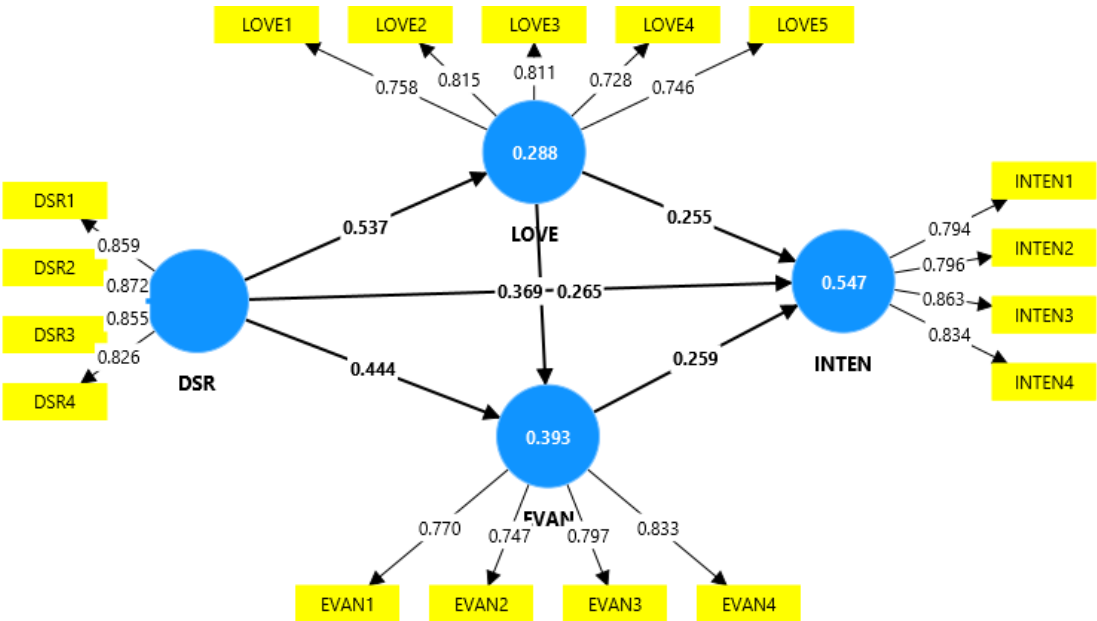 LOVE1 LOVE2 LOVE3 LOVE4 LOVE5
0.758 0.815 0.811 0.728 0.746
0.288
LOVE
DSR1
DSR2
DSR3
DSR4
0.859
0.872
0.855
0.826
DSR
0.537
0.255
0.369
0.265
0.444
0.259
0.547
INTEN
0.794
0.796
0.863
0.834
INTEN1
INTEN2
INTEN3
INTEN4
0.393
EVAN
0.770 0.747 0.797 0.833
EVAN1 EVAN2 EVAN3 EVAN4